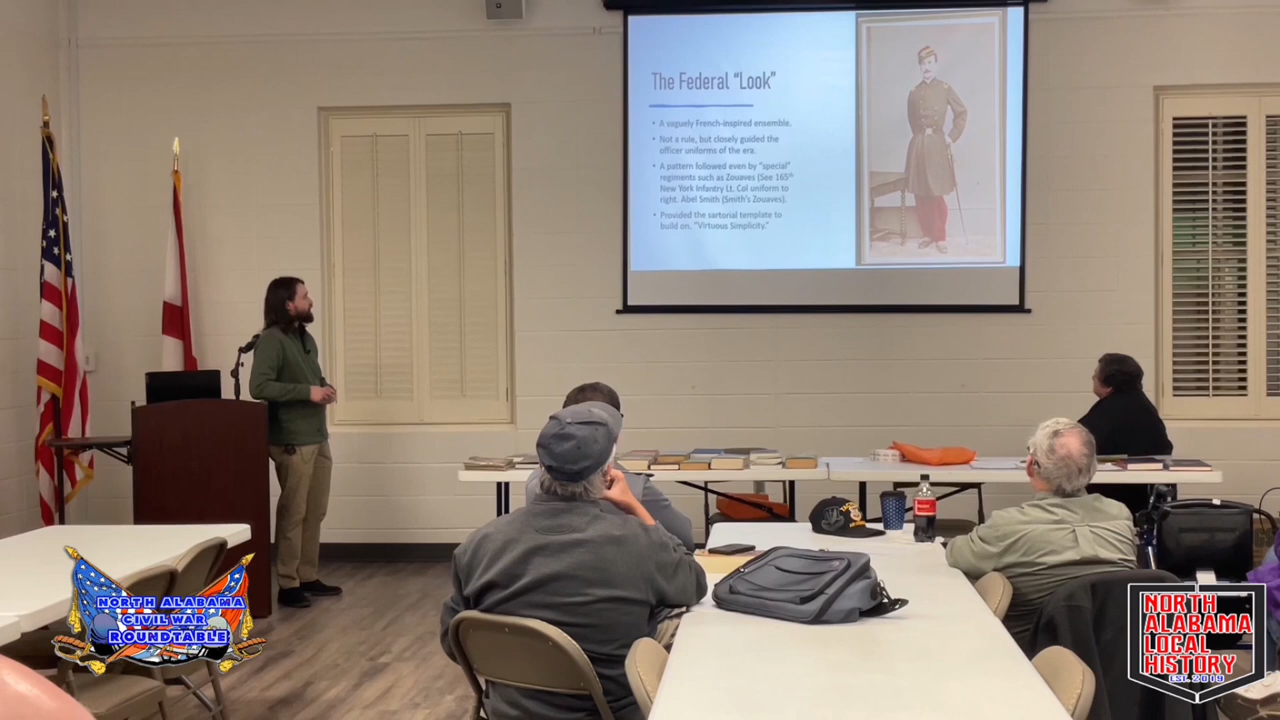 The Federal "Look"
• A vaguely French-inspired ensemble.
• Not a rule, but closely guided the
officer uniforms of the era.
• A pattern followed even by "special"
regiments such as Zouaves (See 165th
New York Infantry Lt. Col uniform to
right. Abel Smith (Smith's Zouaves).
• Provided the sartorial template to
build on. "Virtuous Simplicity."
NORTH ALABAMA
CIVIL WAR
ROUNDTABLE
NORTH
ALABAMA
LOCAL
HISTORY
EST. 2019